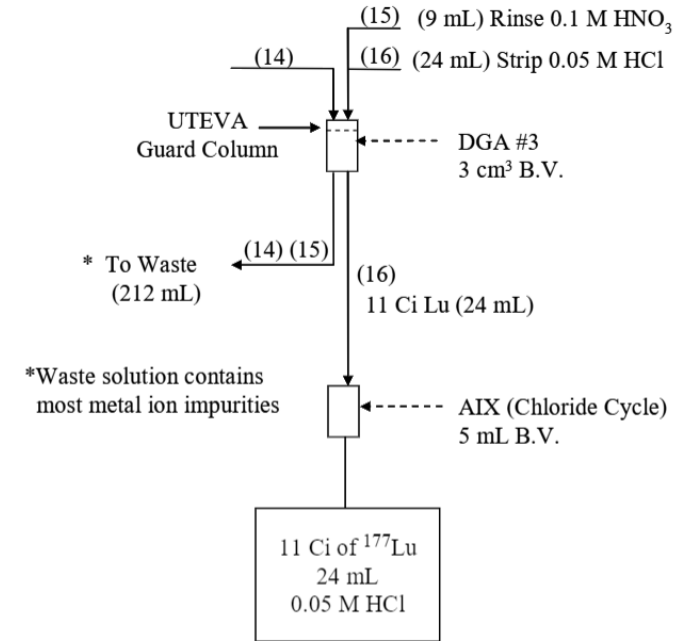 (15) (9 mL) Rinse 0.1 M HNO₃
(14)
(16) (24 mL) Strip 0.05 M HCl
UTEVA
Guard Column
DGA #3
3 cm³ B.V.
(14) (15)
* To Waste
(212 mL)
(16)
11 Ci Lu (24 mL)
*Waste solution contains
most metal ion impurities
AIX (Chloride Cycle)
5 mL B.V.
11 Ci of ¹⁷⁷Lu
24 mL
0.05 M HCl